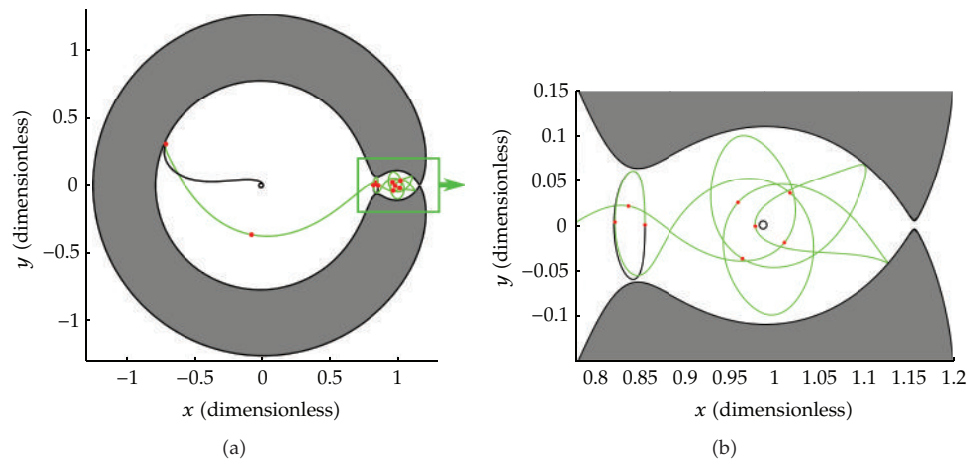 1
0.5
0
−0.5
−1
y (dimensionless)
−1 −0.5 0 0.5 1
x (dimensionless)
(a)
0.15
0.1
0.05
0
−0.05
−0.1
y (dimensionless)
0.8 0.85 0.9 0.95 1 1.05 1.1 1.15 1.2
x (dimensionless)
(b)